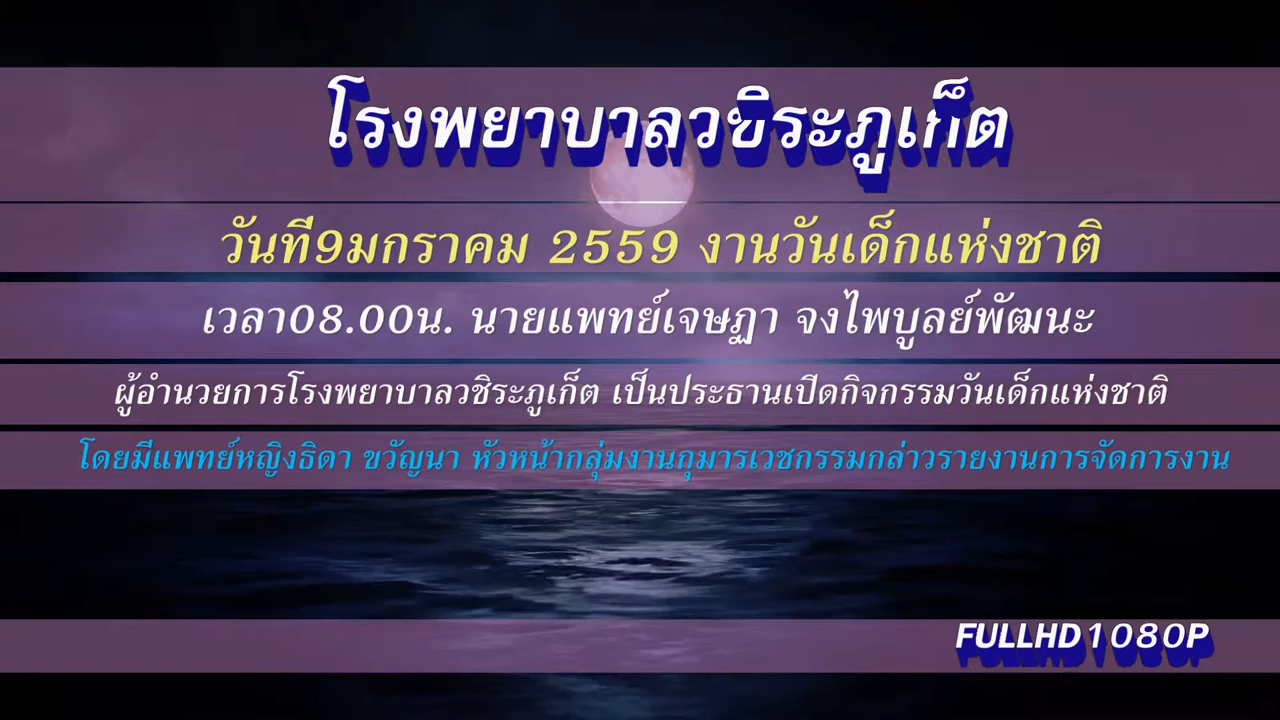 โรงพยาบาลวชิระภูเก็ต
วันที่9มกราคม 2559 งานวันเด็กแห่งชาติ
เวลา08.00น. นายแพทย์เจษฏา จงไพบูลย์พัฒนะ
ผู้อำนวยการโรงพยาบาลวชิระภูเก็ต เป็นประธานเปิดกิจกรรมวันเด็กแห่งชาติ
โดยมีแพทย์หญิงธิดา ขวัญนา หัวหน้ากลุ่มงานกุมารเวชกรรมกล่าวรายงานการจัดการงาน
FULLHD1080P